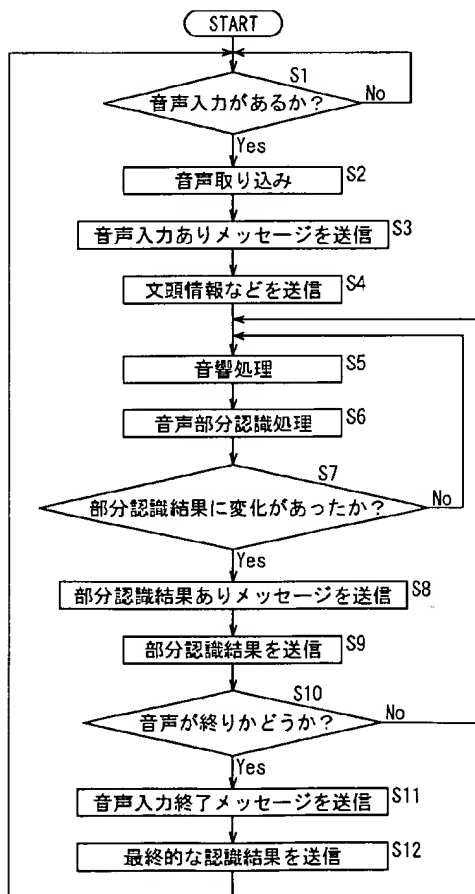 START
S1
音声入力があるか?
No
Yes
音声取り込み
S2
音声入力ありメッセージを送信
S3
文頭情報などを送信
S4
音響処理
S5
音声部分認識処理
S6
S7
部分認識結果に変化があったか?
No
Yes
部分認識結果ありメッセージを送信
S8
部分認識結果を送信
S9
S10
音声が終りかどうか?
No
Yes
音声入力終了メッセージを送信
S11
最終的な認識結果を送信
S12